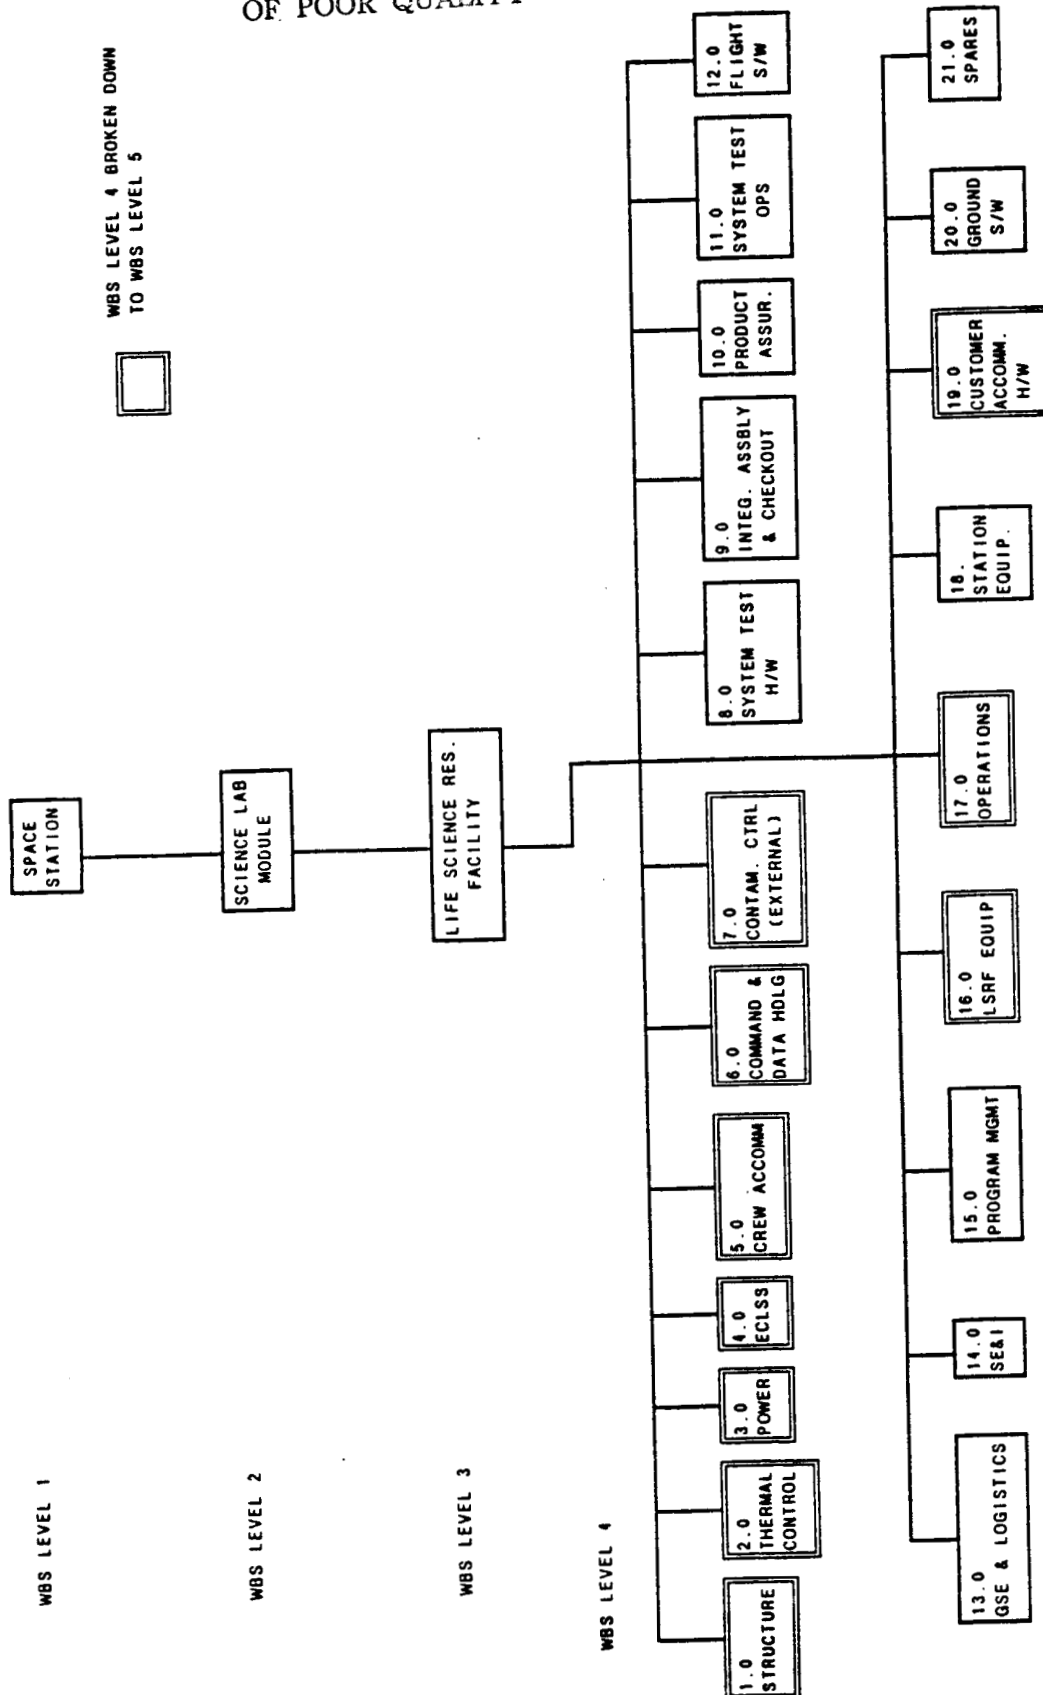 OF POOR QUALITY
WBS LEVEL 4 BROKEN DOWN
TO WBS LEVEL 5
WBS LEVEL 1
SPACE
STATION
WBS LEVEL 2
SCIENCE LAB
MODULE
WBS LEVEL 3
LIFE SCIENCE RES.
FACILITY
WBS LEVEL 4
1.0
STRUCTURE
2.0
THERMAL
CONTROL
3.0
POWER
4.0
ECLSS
5.0
CREW ACCOMM
6.0
COMMAND &
DATA HDLG
7.0
CONTAM. CTRL
(EXTERNAL)
8.0
SYSTEM TEST
H/W
9.0
INTEG. ASSBLY
& CHECKOUT
10.0
PRODUCT
ASSUR.
11.0
SYSTEM TEST
OPS
12.0
FLIGHT
S/W
13.0
GSE & LOGISTICS
14.0
SE&I
15.0
PROGRAM MGMT
16.0
LSRF EQUIP
17.0
OPERATIONS
18.
STATION
EQUIP.
19.0
CUSTOMER
ACCOMM.
H/W
20.0
GROUND
S/W
21.0
SPARES